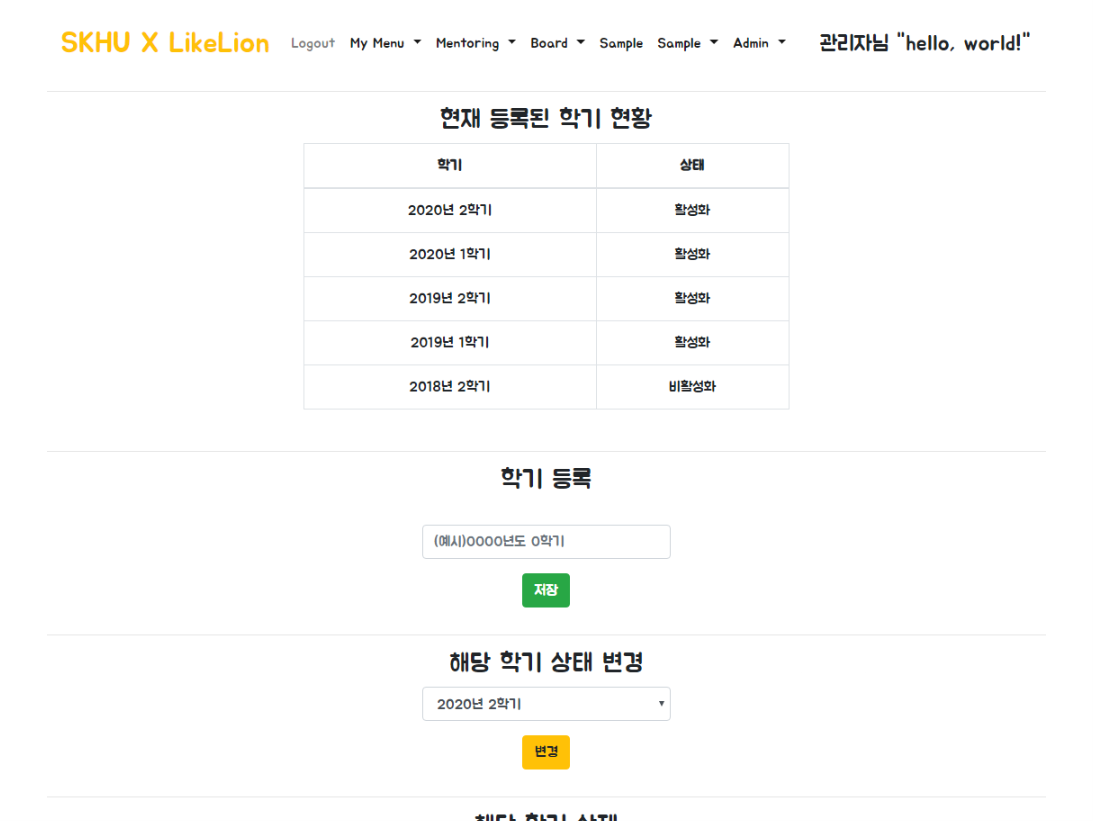 SKHU X LikeLion Logout My Menu Mentoring Board Sample Sample Admin 관리자님 "hello, world!"
현재 등록된 학기 현황
학기 상태
2020년 2학기 활성화
2020년 1학기 활성화
2019년 2학기 활성화
2019년 1학기 활성화
2018년 2학기 비활성화
학기 등록
(예시)0000년도 0학기
저장
해당 학기 상태 변경
2020년 2학기
변경
해당 학기 삭제